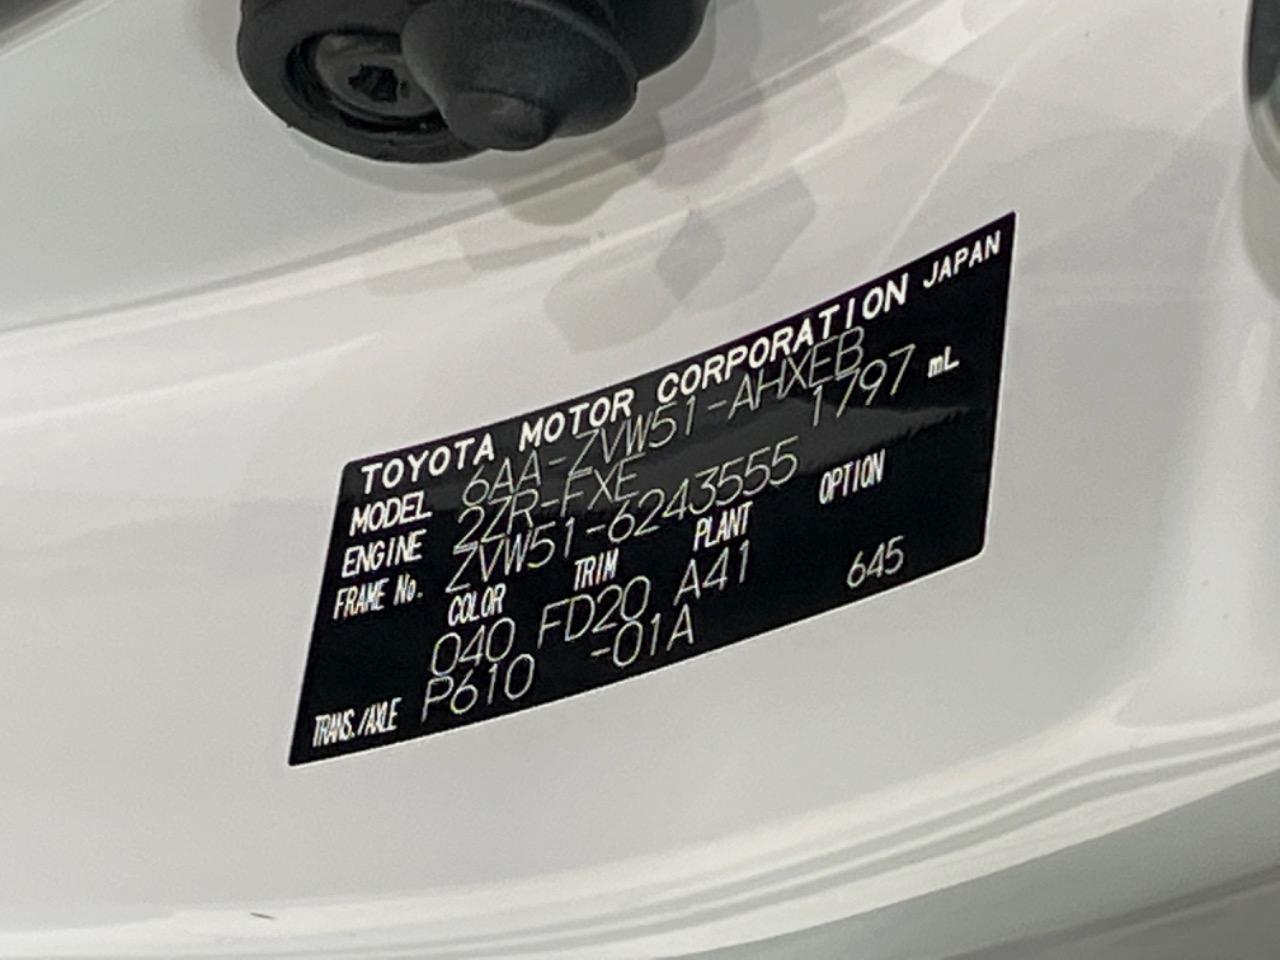 TOYOTA MOTOR CORPORATION JAPAN
MODEL 6AA-ZVW51-AHXEB
ENGINE 2ZR-FXE 1797 mL
FRAME No. ZVW51-6243555
COLOR TRIM PLANT OPTION
040 FD20 A41 645
TRANS./AXLE P610 -01A